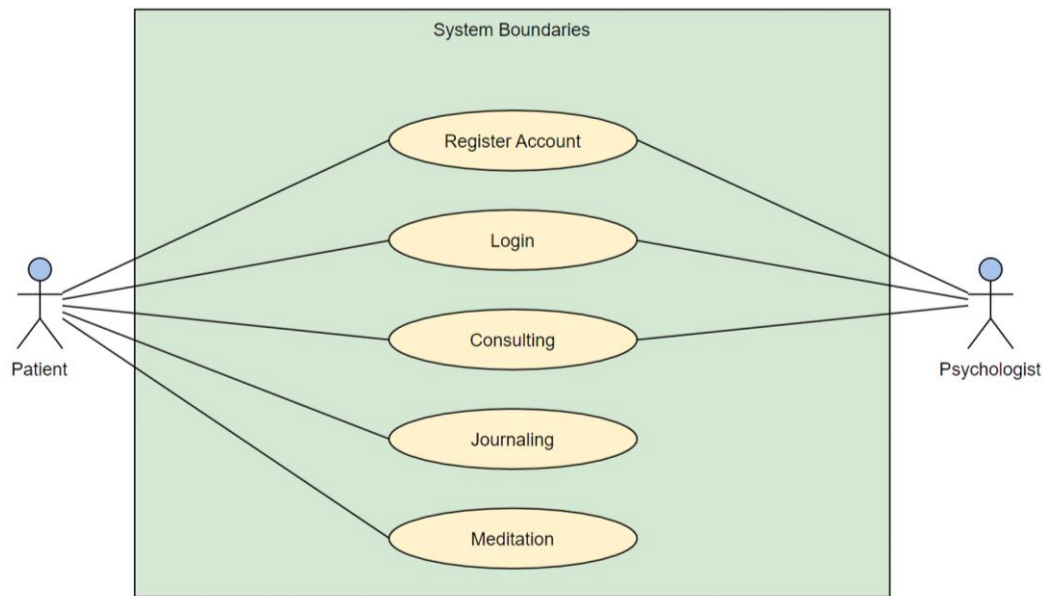 System Boundaries
Register Account
Login
Consulting
Patient
Psychologist
Journaling
Meditation